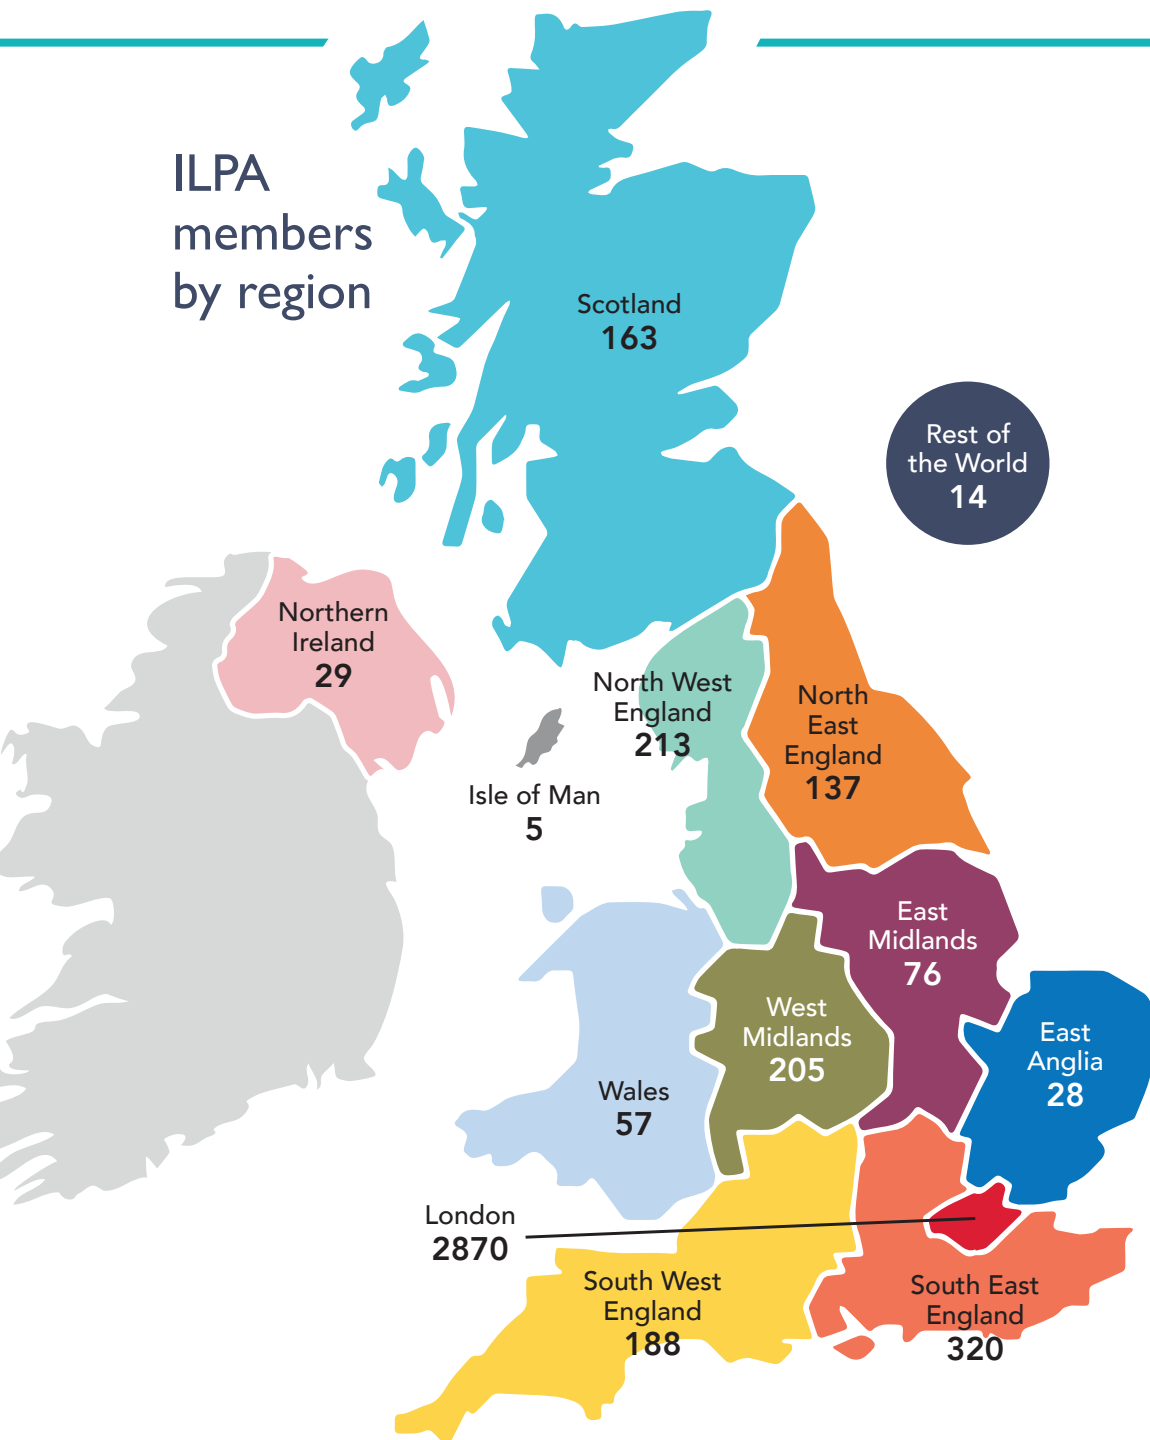 ILPA
members
by region
Scotland
163
Rest of
the World
14
Northern
Ireland
29
North West
England
213
North
East
England
137
Isle of Man
5
East
Midlands
76
West
Midlands
205
East
Anglia
28
Wales
57
London
2870
South West
England
188
South East
England
320